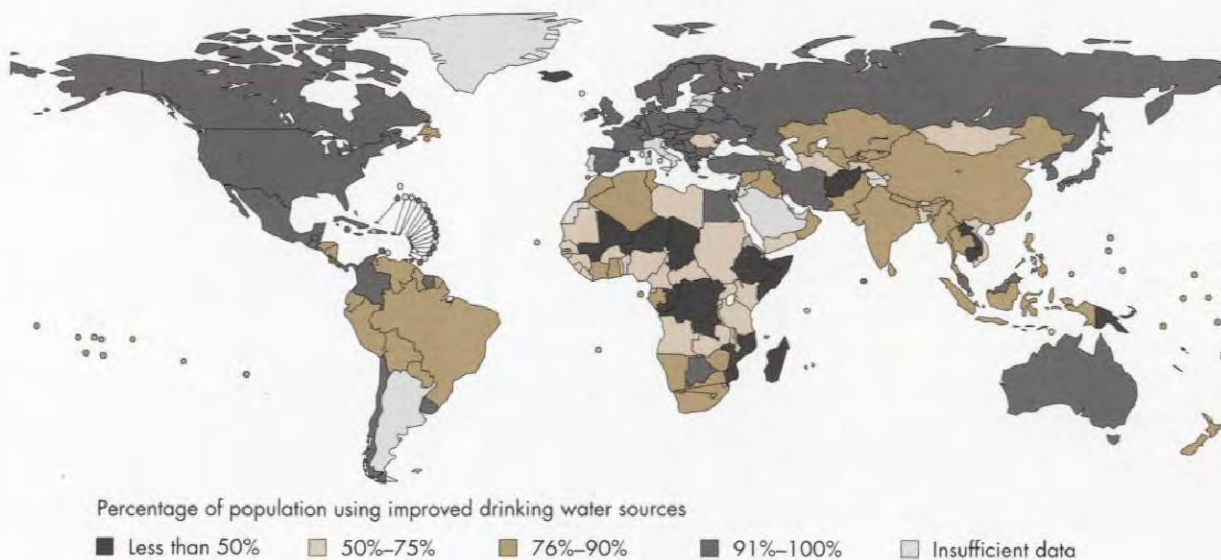 Percentage of population using improved drinking water sources
Less than 50% 50%–75% 76%–90% 91%–100% Insufficient data